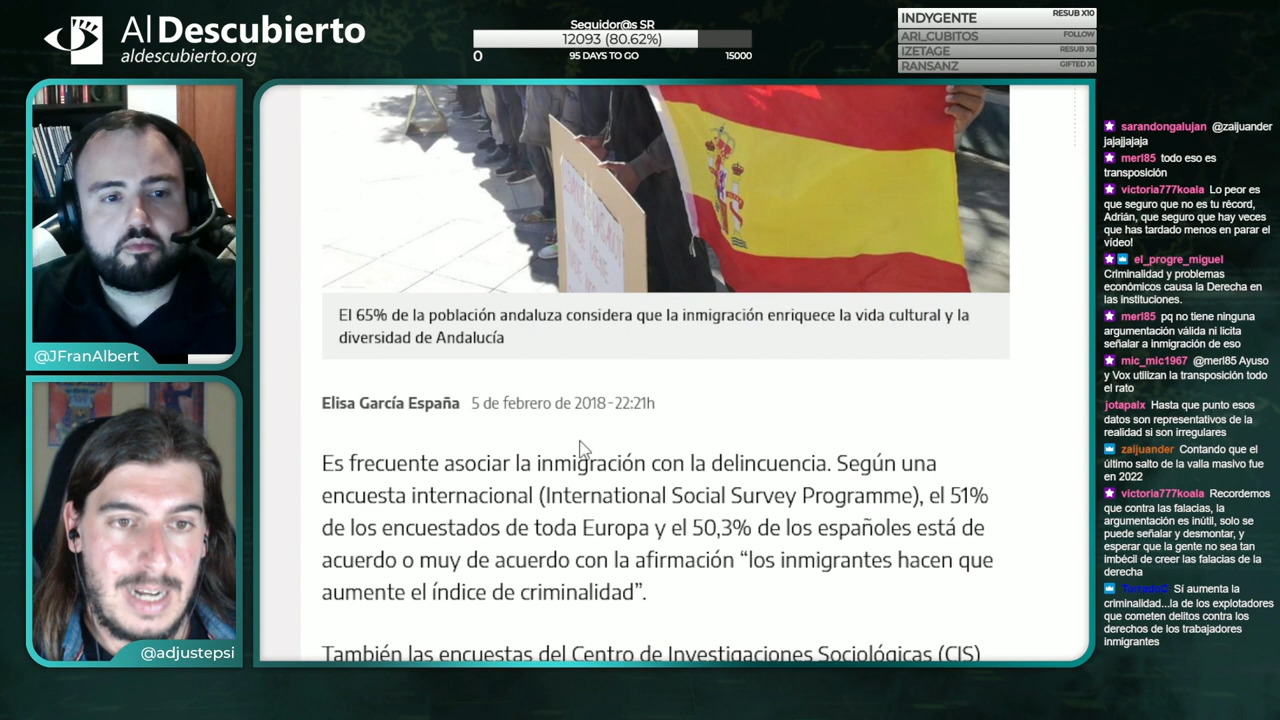 Al Descubierto
aldescubierto.org
Seguidor@s SR
12093 (80.62%)
0
95 DAYS TO GO
15000
INDYGENTE
RESUB X10
ARI_CUBITOS
FOLLOW
IZETAGE
RESUB X8
RANSANZ
GIFTED X1
@JFranAlbert
@adjustepsi
El 65% de la población andaluza considera que la inmigración enriquece la vida cultural y la
diversidad de Andalucía
Elisa García España 5 de febrero de 2018 - 22:21h
Es frecuente asociar la inmigración con la delincuencia. Según una
encuesta internacional (International Social Survey Programme), el 51%
de los encuestados de toda Europa y el 50,3% de los españoles está de
acuerdo o muy de acuerdo con la afirmación “los inmigrantes hacen que
aumente el índice de criminalidad”.
También las encuestas del Centro de Investigaciones Sociológicas (CIS)
sarandongalujan @zaijuander
jajajjajaja
merl85 todo eso es
transposición
victoria777koala Lo peor es
que seguro que no es tu récord,
Adrián, que seguro que hay veces
que has tardado menos en parar el
vídeo!
el_progre_miguel
Criminalidad y problemas
económicos causa la Derecha en
las instituciones.
merl85 pq no tiene ninguna
argumentación válida ni licita
señalar a inmigración de eso
mic_mic1967 @merl85 Ayuso
y Vox utilizan la transposición todo
el rato
jotapalx Hasta que punto esos
datos son representativos de la
realidad si son irregulares
zaijuander Contando que el
último salto de la valla masivo fue
en 2022
victoria777koala Recordemos
que contra las falacias, la
argumentación es inútil, solo se
puede señalar y desmontar, y
esperar que la gente no sea tan
imbécil de creer las falacias de la
derecha
Sí aumenta la
criminalidad...la de los explotadores
que cometen delitos contra los
derechos de los trabajadores
inmigrantes